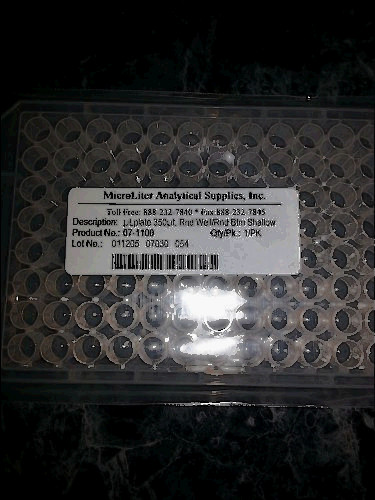 MicroLiter Analytical Supplies, Inc.
Toll Free: 888-232-7840 * Fax 888-232-7845
Description: µLplate 350µL Rnd Well/Rnd Btm Shallow
Product No.: 07-1100 Qty/Pk.: 1/PK
Lot No.: 011205 07030 054